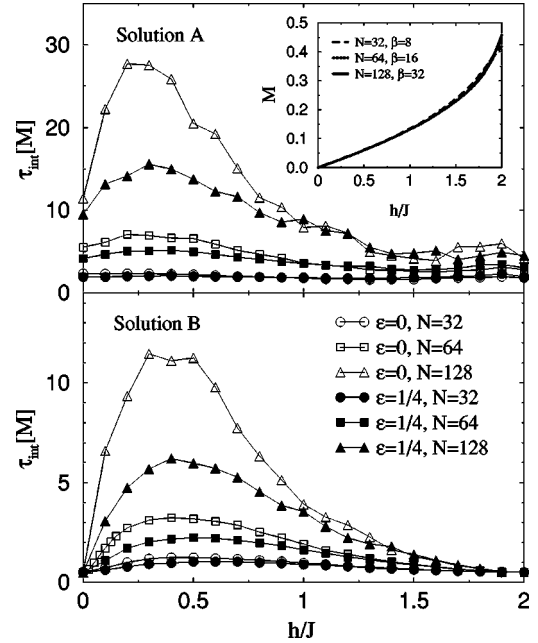 Solution A
τint[M]
30
20
10
0
M
0.5
0.4
0.3
0.2
0.1
0.0
N=32, β=8
N=64, β=16
N=128, β=32
0 0.5 1 1.5 2
h/J
Solution B
τint[M]
10
5
0
ε=0, N=32
ε=0, N=64
ε=0, N=128
ε=1/4, N=32
ε=1/4, N=64
ε=1/4, N=128
0 0.5 1 1.5 2
h/J